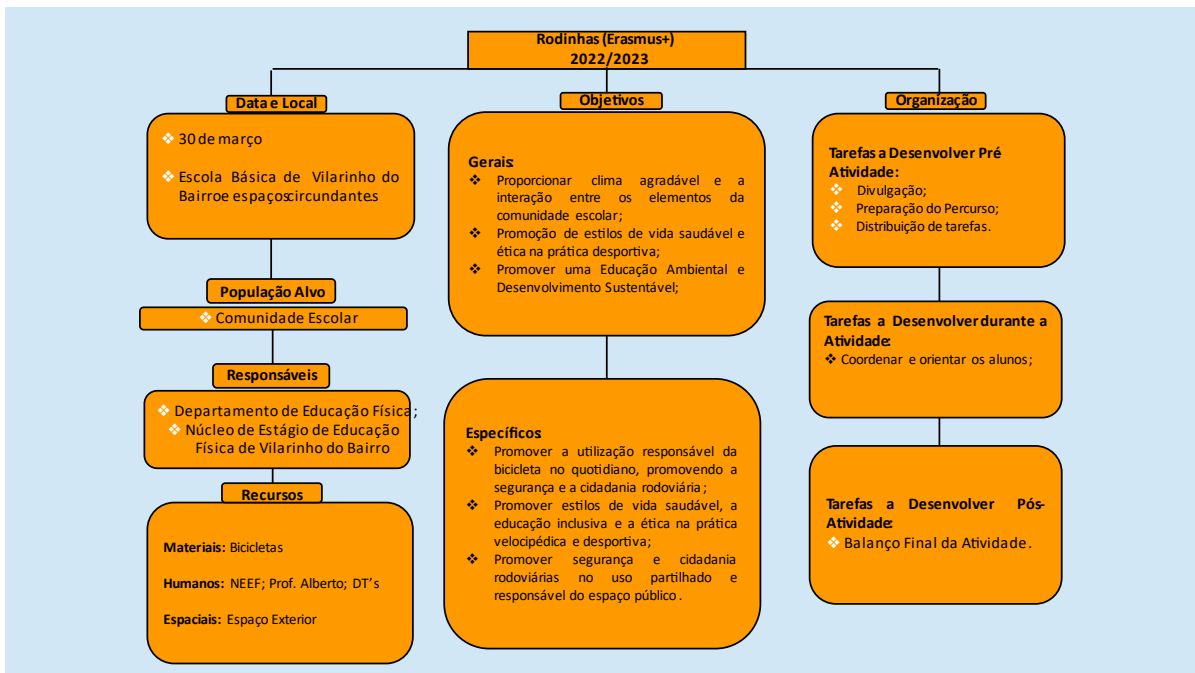 Rodinhas (Erasmus+)
2022/2023
Data e Local
❖ 30 de março
❖ Escola Básica de Vilarinho do
Bairro e espaços circundantes
População Alvo
❖ Comunidade Escolar
Responsáveis
❖ Departamento de Educação Física;
❖ Núcleo de Estágio de Educação
Física de Vilarinho do Bairro
Recursos
Materiais: Bicicletas
Humanos: NEEF; Prof. Alberto; DT's
Espaciais: Espaço Exterior
Objetivos
Gerais:
❖ Proporcionar clima agradável e a
interação entre os elementos da
comunidade escolar;
❖ Promoção de estilos de vida saudável e
ética na prática desportiva;
❖ Promover uma Educação Ambiental e
Desenvolvimento Sustentável;
Específicos:
❖ Promover a utilização responsável da
bicicleta no quotidiano, promovendo a
segurança e a cidadania rodoviária;
❖ Promover estilos de vida saudável, a
educação inclusiva e a ética na prática
velocipédica e desportiva;
❖ Promover segurança e cidadania
rodoviárias no uso partilhado e
responsável do espaço público.
Organização
Tarefas a Desenvolver Pré
Atividade:
❖ Divulgação;
❖ Preparação do Percurso;
❖ Distribuição de tarefas.
Tarefas a Desenvolver durante a
Atividade:
❖ Coordenar e orientar os alunos;
Tarefas a Desenvolver Pós-
Atividade:
❖ Balanço Final da Atividade.